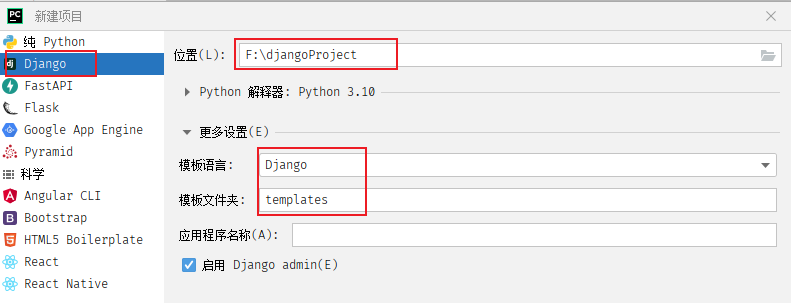 PC 新建项目
纯 Python
dj Django
FastAPI
Flask
Google App Engine
Pyramid
科学
Angular CLI
Bootstrap
HTML5 Boilerplate
React
React Native
位置(L): F:\djangoProject
Python 解释器: Python 3.10
更多设置(E)
模板语言: Django
模板文件夹: templates
应用程序名称(A):
启用 Django admin(E)